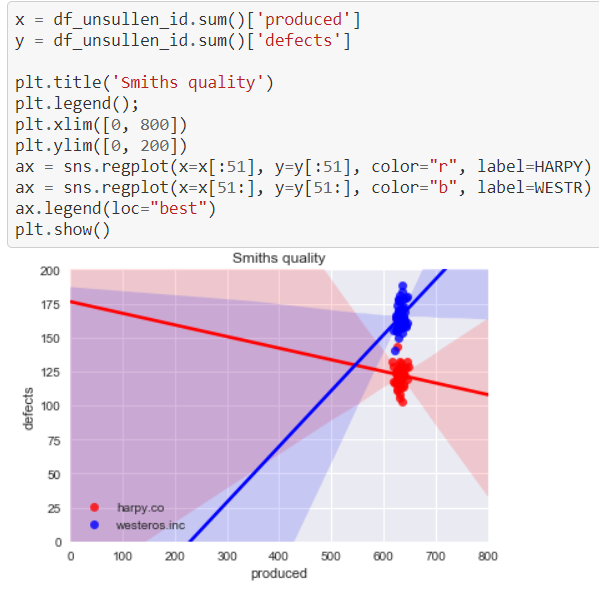 x = df_unsullen_id.sum()['produced']
y = df_unsullen_id.sum()['defects']
plt.title('Smiths quality')
plt.legend();
plt.xlim([0, 800])
plt.ylim([0, 200])
ax = sns.regplot(x=x[:51], y=y[:51], color="r", label=HARPY)
ax = sns.regplot(x=x[51:], y=y[51:], color="b", label=WESTR)
ax.legend(loc="best")
plt.show()
Smiths quality
200
175
150
125
100
75
50
25
0
defects
harpy.co
westeros.inc
0 100 200 300 400 500 600 700 800
produced